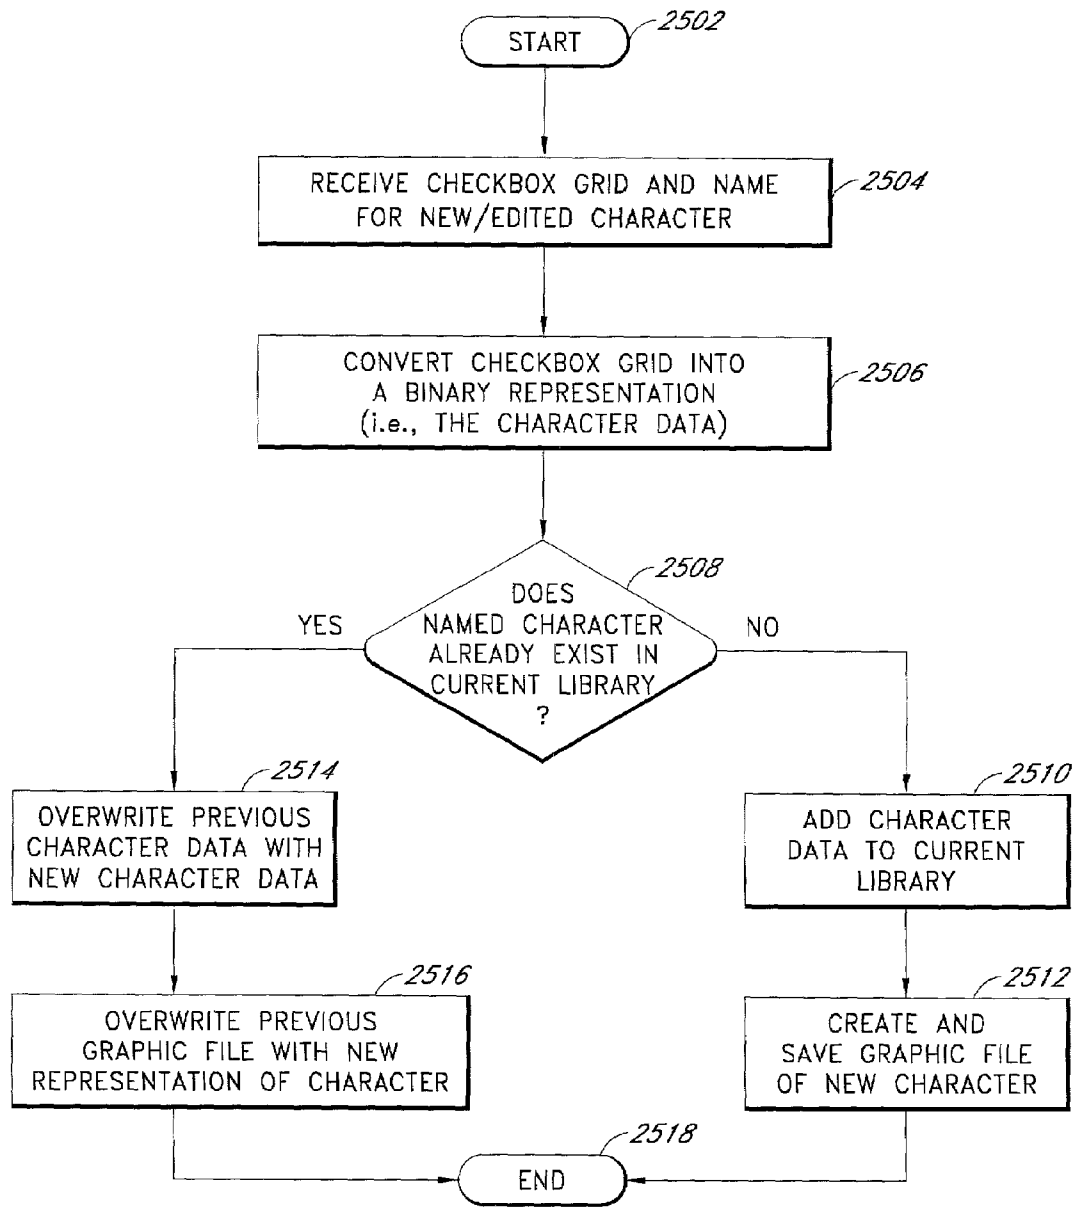 START
2502
RECEIVE CHECKBOX GRID AND NAME
FOR NEW/EDITED CHARACTER
2504
CONVERT CHECKBOX GRID INTO
A BINARY REPRESENTATION
(i.e., THE CHARACTER DATA)
2506
2508
DOES
NAMED CHARACTER
ALREADY EXIST IN
CURRENT LIBRARY
?
YES
NO
2514
OVERWRITE PREVIOUS
CHARACTER DATA WITH
NEW CHARACTER DATA
2510
ADD CHARACTER
DATA TO CURRENT
LIBRARY
2516
OVERWRITE PREVIOUS
GRAPHIC FILE WITH NEW
REPRESENTATION OF CHARACTER
2512
CREATE AND
SAVE GRAPHIC FILE
OF NEW CHARACTER
2518
END